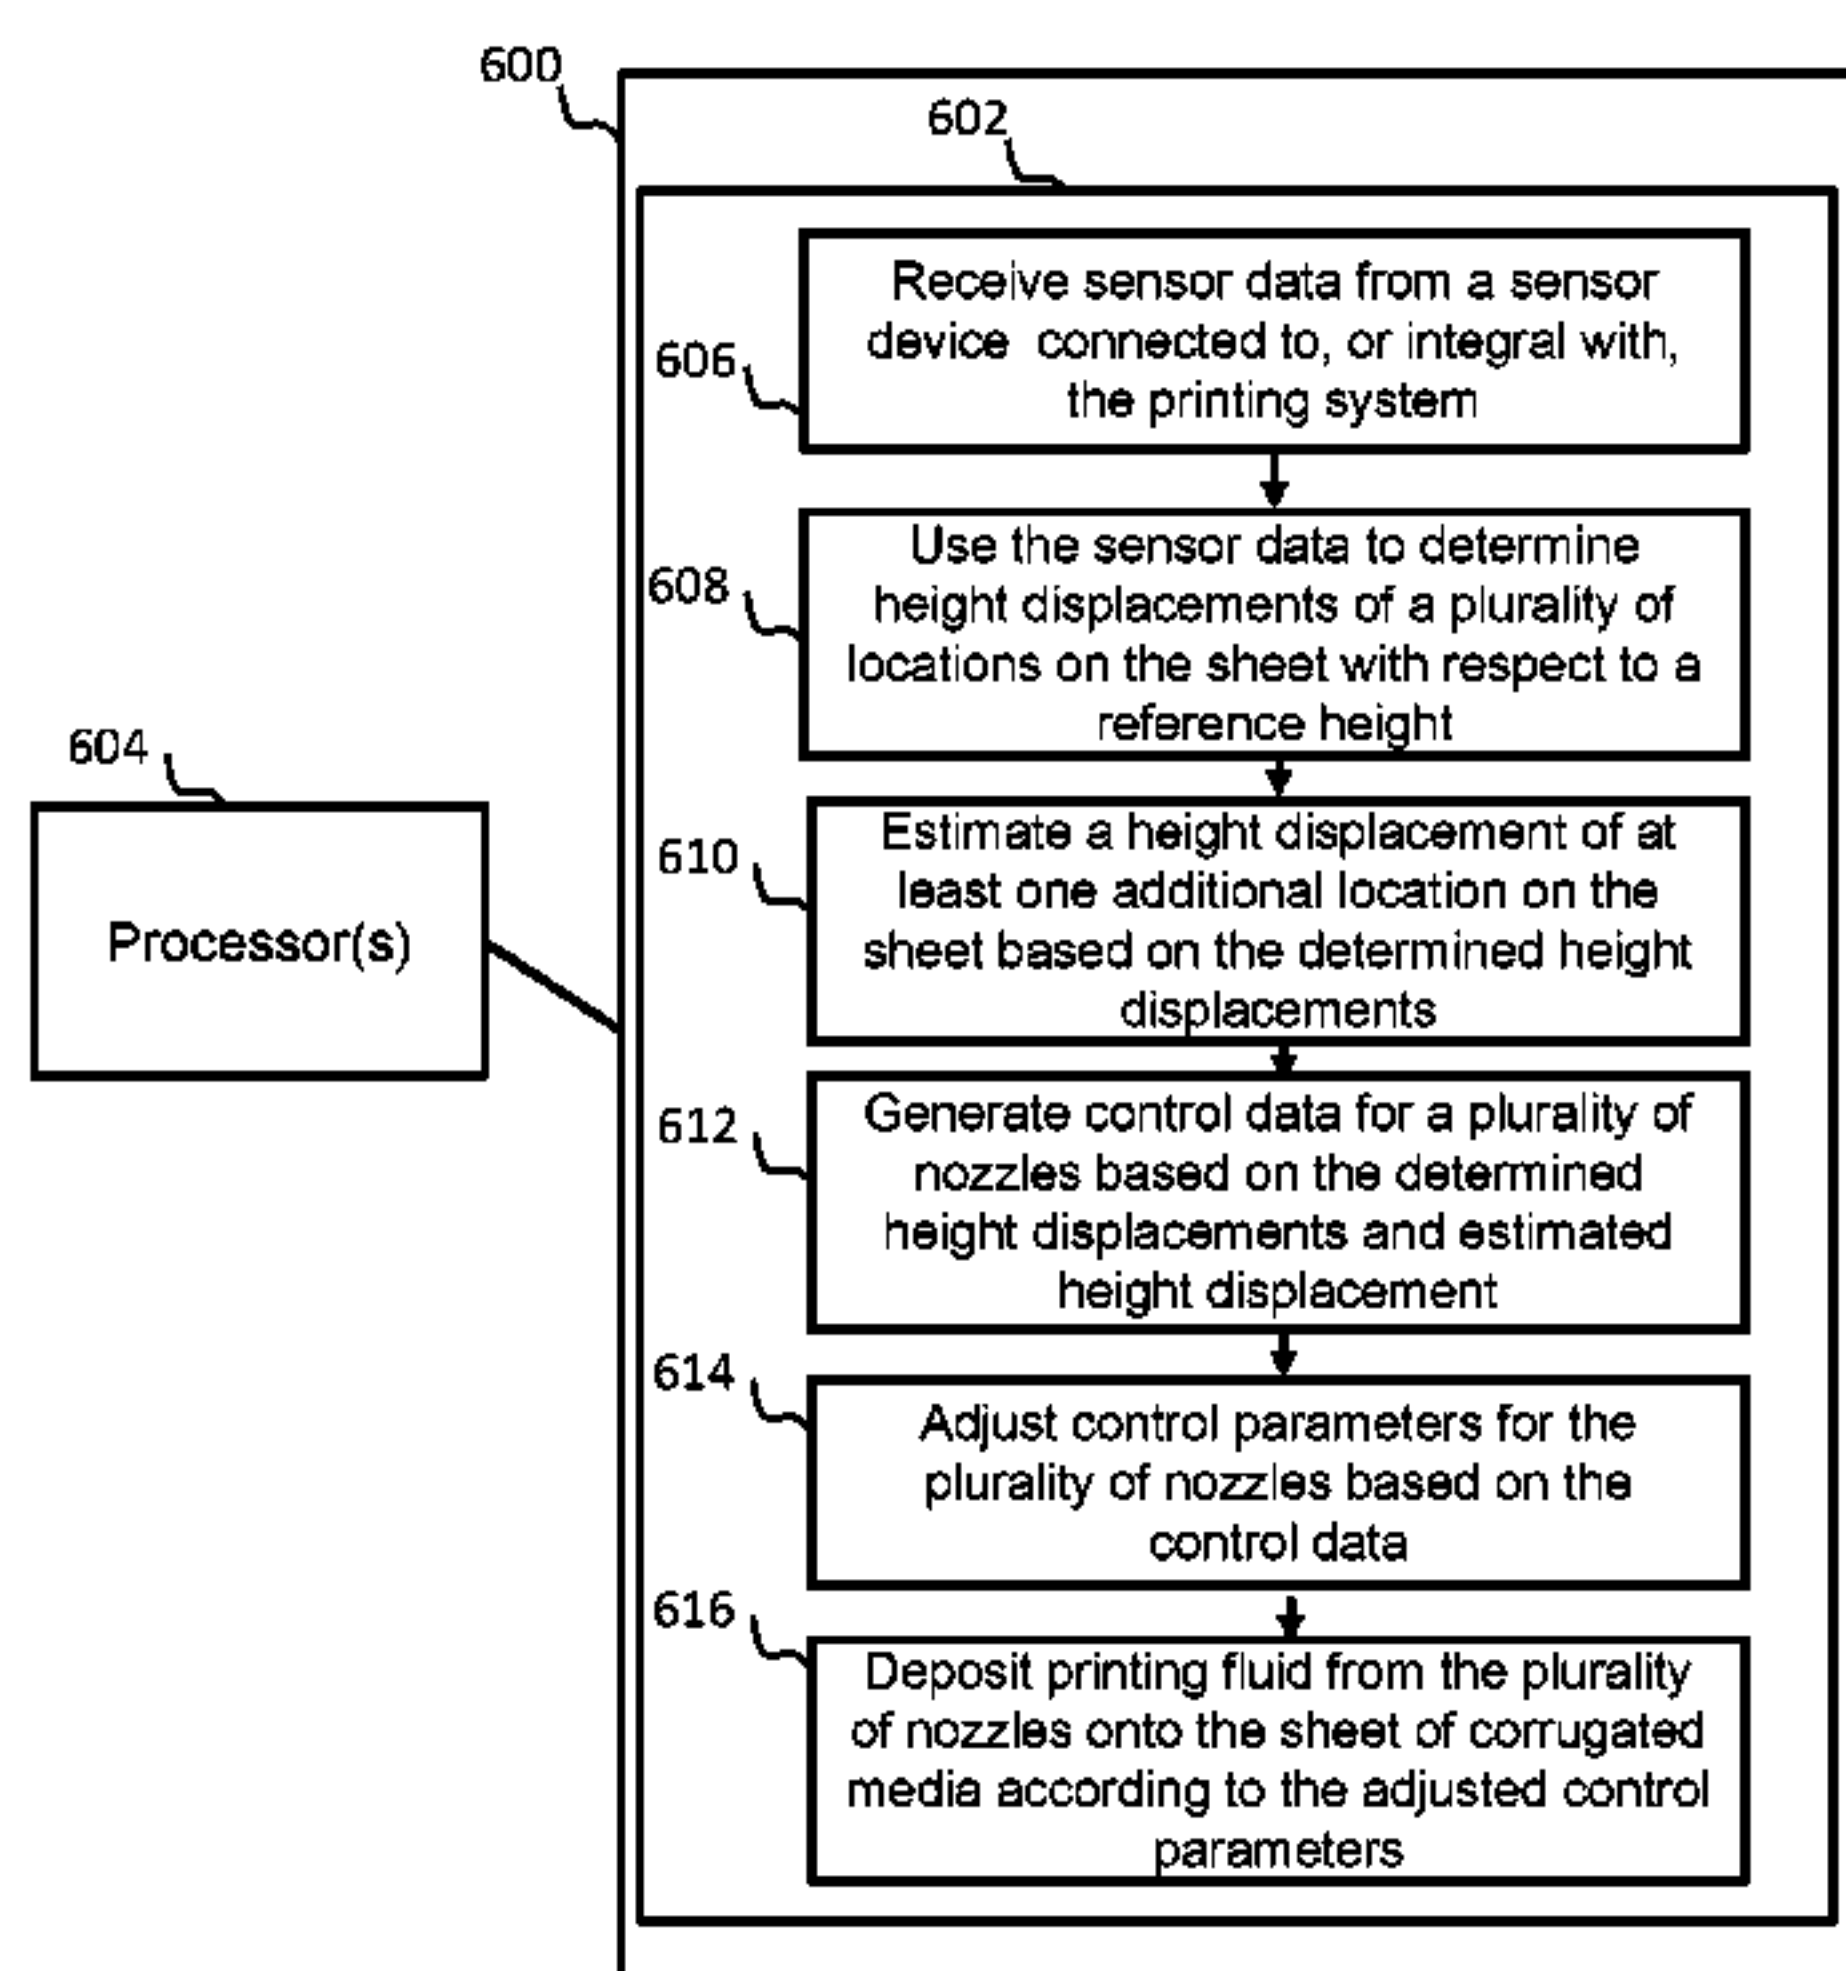 600
602
Receive sensor data from a sensor
device connected to, or integral with,
the printing system
606
Use the sensor data to determine
height displacements of a plurality of
locations on the sheet with respect to a
reference height
608
604
Processor(s)
Estimate a height displacement of at
least one additional location on the
sheet based on the determined height
displacements
610
Generate control data for a plurality of
nozzles based on the determined
height displacements and estimated
height displacement
612
Adjust control parameters for the
plurality of nozzles based on the
control data
614
Deposit printing fluid from the plurality
of nozzles onto the sheet of corrugated
media according to the adjusted control
parameters
616